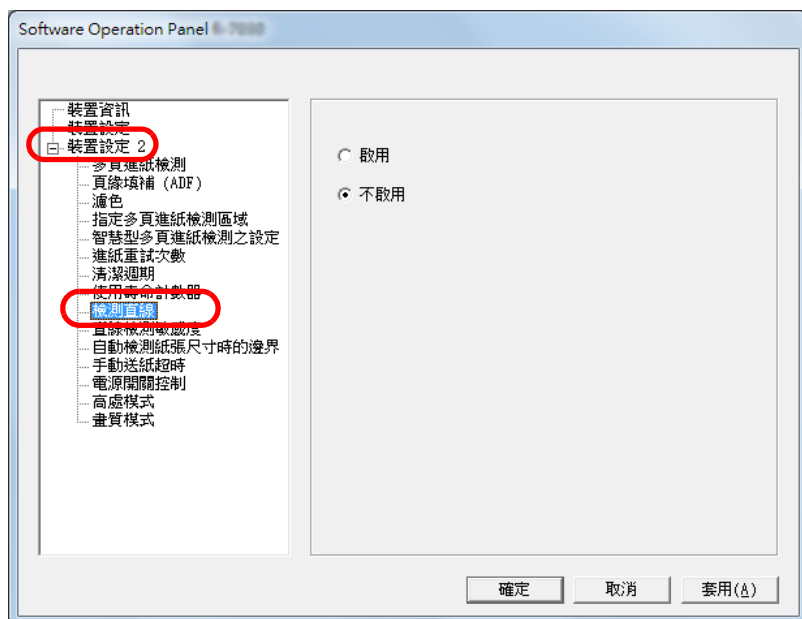 Software Operation Panel
裝置資訊
裝置設定
裝置設定 2
多頁進紙檢測
頁緣填補 (ADF)
濾色
指定多頁進紙檢測區域
智慧型多頁進紙檢測之設定
進紙重試次數
清潔週期
使用壽命計數器
檢測直線
直線檢測敏感度
自動檢測紙張尺寸時的邊界
手動送紙超時
電源開關控制
高處模式
畫質模式
啟用
不啟用
確定
取消
套用(A)